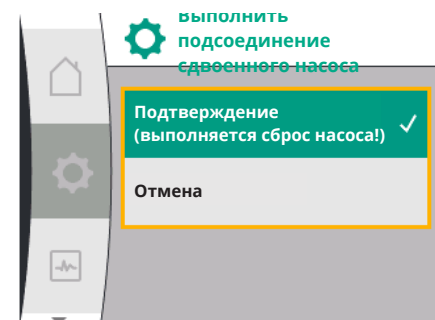 Выполнить
подсоединение
сдвоенного насоса
Подтверждение
(выполняется сброс насоса!)
Отмена